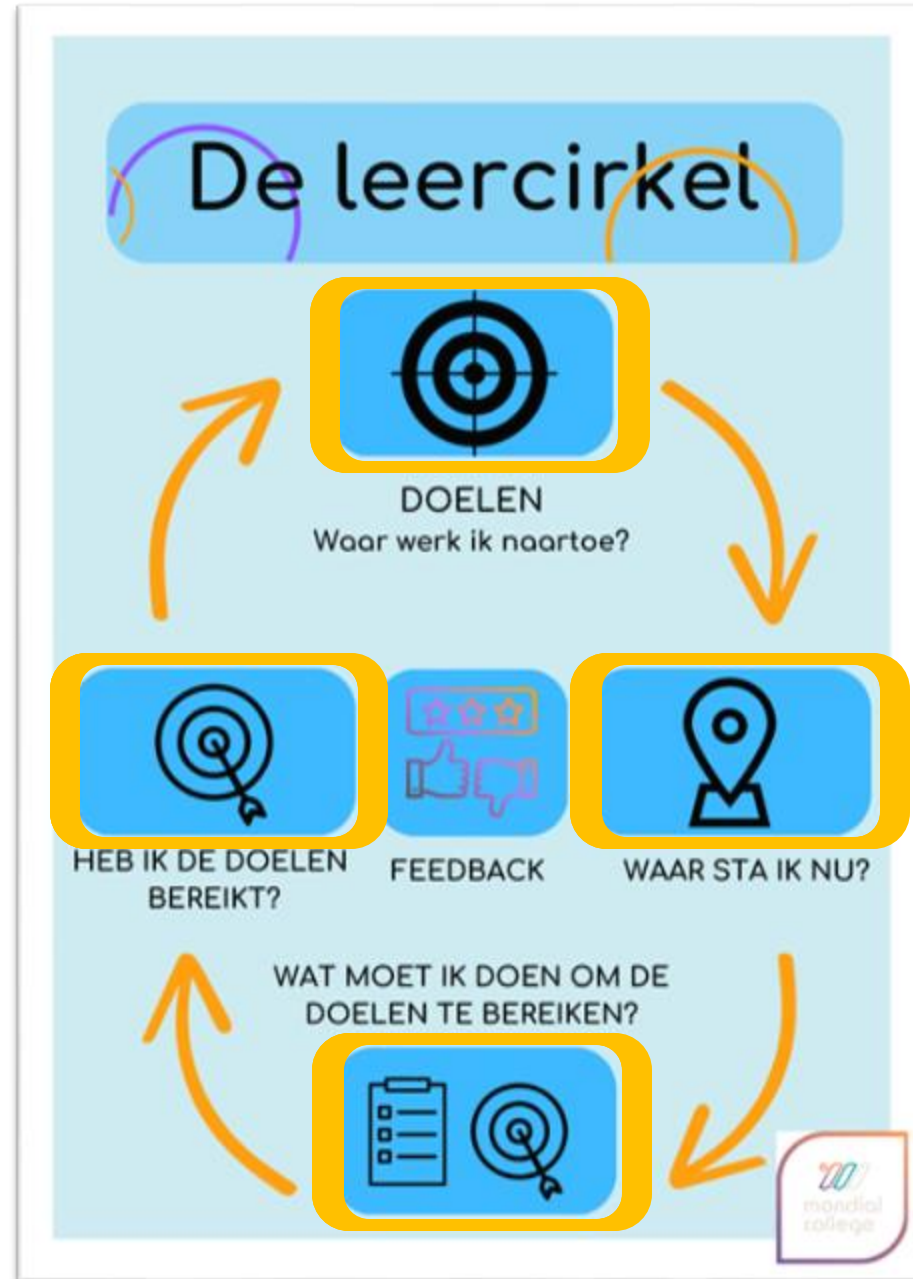 De leercirkel
DOELEN
Waar werk ik naartoe?
HEB IK DE DOELEN
BEREIKT?
FEEDBACK
WAAR STA IK NU?
WAT MOET IK DOEN OM DE
DOELEN TE BEREIKEN?
mondial
college